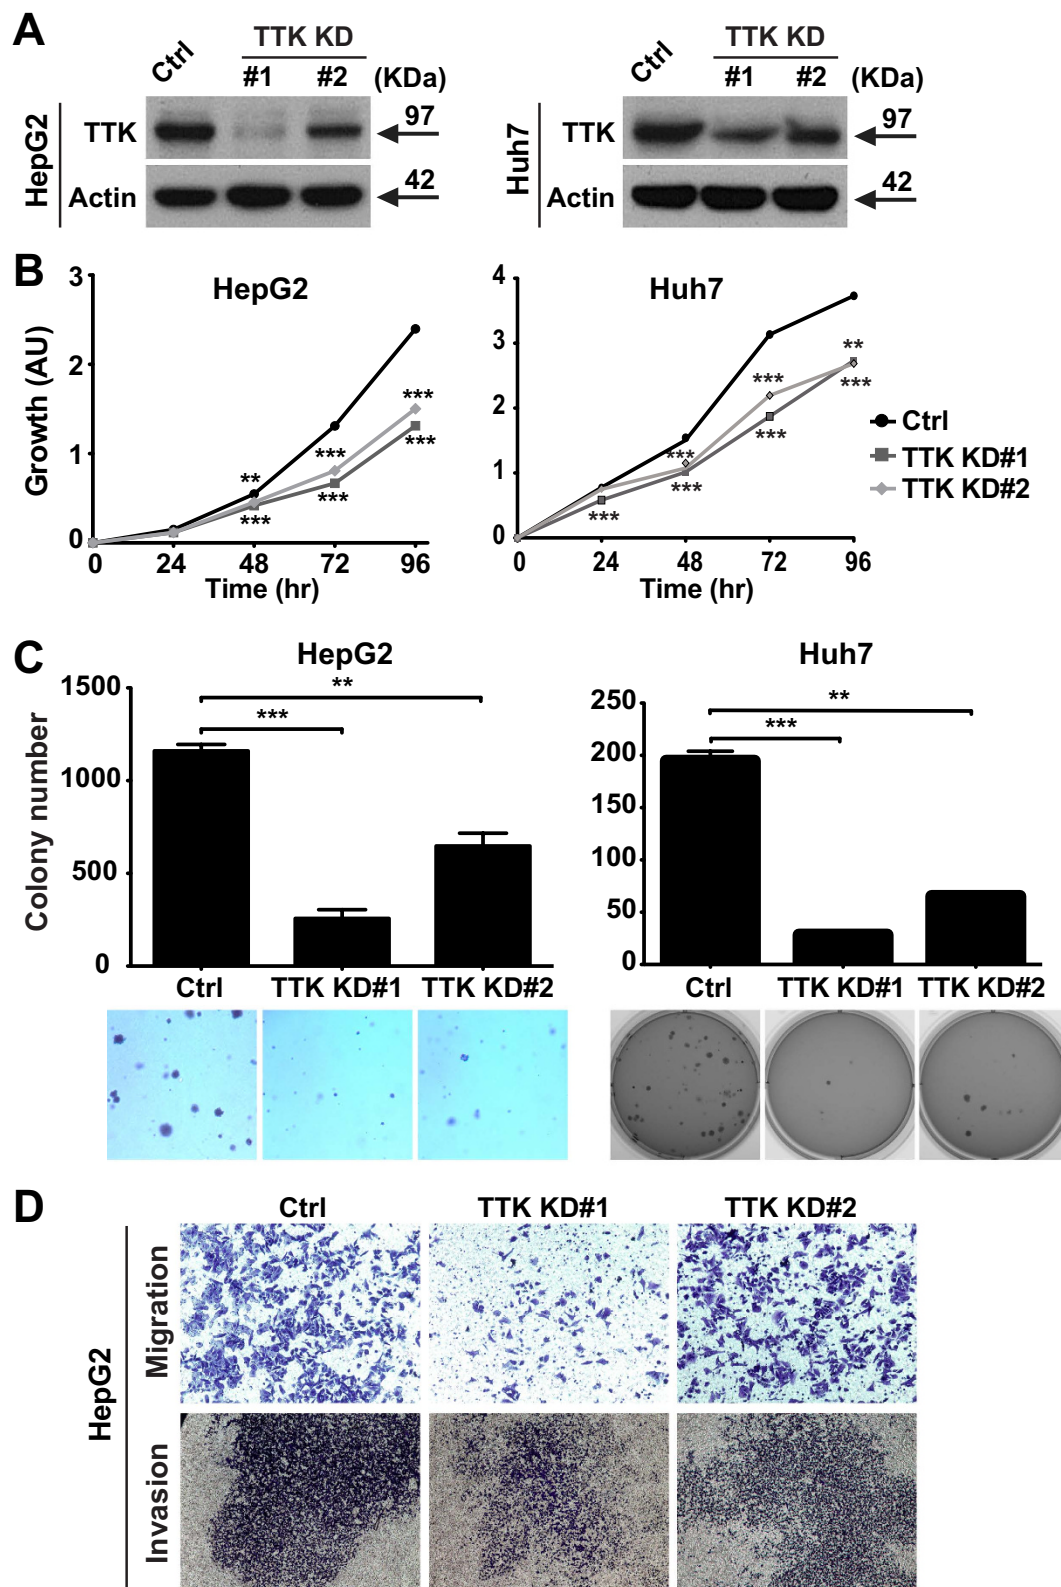 A
Ctrl
TTK KD
#1 #2 (KDa)
HepG2
TTK
97
Actin
42
Ctrl
TTK KD
#1 #2 (KDa)
Huh7
TTK
97
Actin
42
B
HepG2
Growth (AU)
3
2
1
0
** *** *** *** *** ***
0 24 48 72 96
Time (hr)
Huh7
4
3
2
1
0
*** *** *** *** *** ** ***
0 24 48 72 96
Time (hr)
Ctrl
TTK KD#1
TTK KD#2
C
HepG2
Colony number
1500
1000
500
0
**
***
Ctrl TTK KD#1 TTK KD#2
Huh7
250
200
150
100
50
0
**
***
Ctrl TTK KD#1 TTK KD#2
D
Ctrl TTK KD#1 TTK KD#2
HepG2
Migration
Invasion